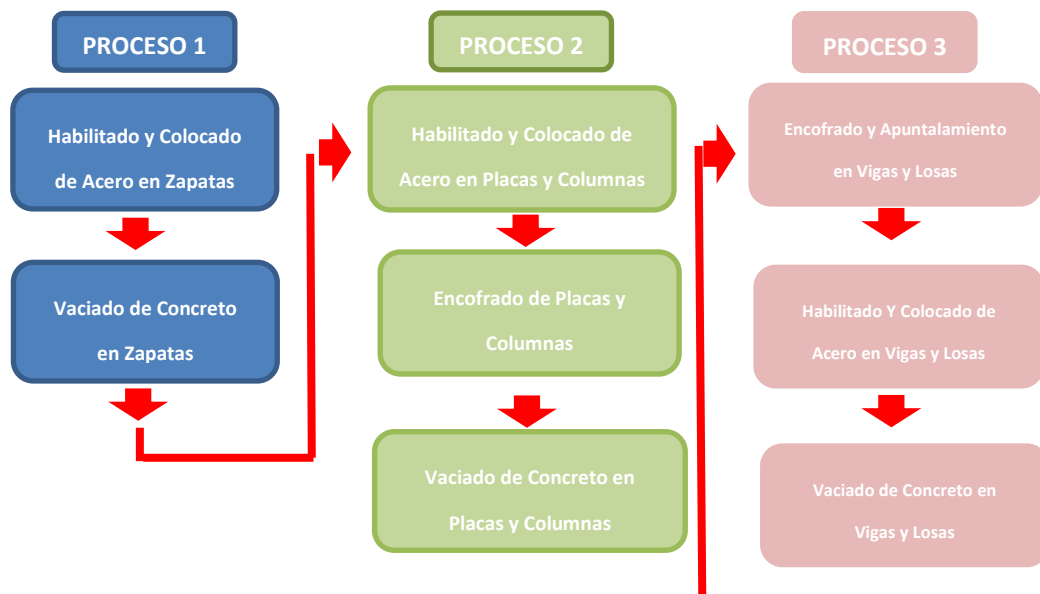 PROCESO 1
Habilitado y Colocado
de Acero en Zapatas
Vaciado de Concreto
en Zapatas
PROCESO 2
Habilitado y Colocado de
Acero en Placas y Columnas
Encofrado de Placas y
Columnas
Vaciado de Concreto en
Placas y Columnas
PROCESO 3
Encofrado y Apuntalamiento
en Vigas y Losas
Habilitado Y Colocado de
Acero en Vigas y Losas
Vaciado de Concreto en
Vigas y Losas